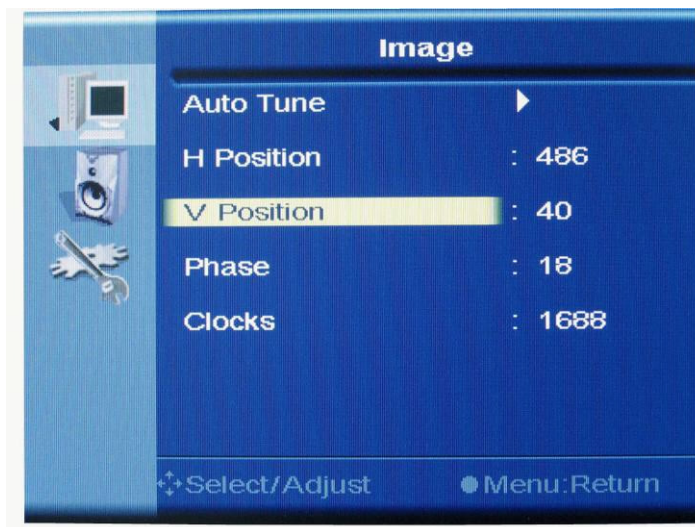 Image
Auto Tune
H Position : 486
V Position : 40
Phase : 18
Clocks : 1688
Select/Adjust Menu:Return